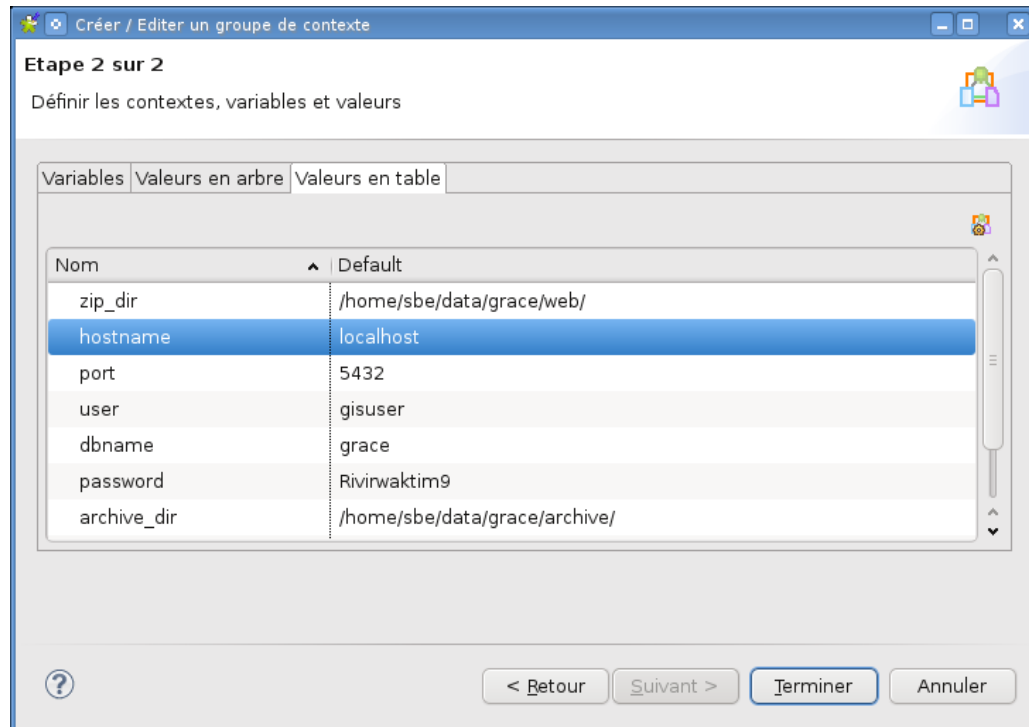 Créer / Editer un groupe de contexte
Etape 2 sur 2
Définir les contextes, variables et valeurs
Variables Valeurs en arbre Valeurs en table
Nom Default
zip_dir /home/sbe/data/grace/web/
hostname localhost
port 5432
user gisuser
dbname grace
password Rivirwaktim9
archive_dir /home/sbe/data/grace/archive/
? < Retour Suivant > Terminer Annuler